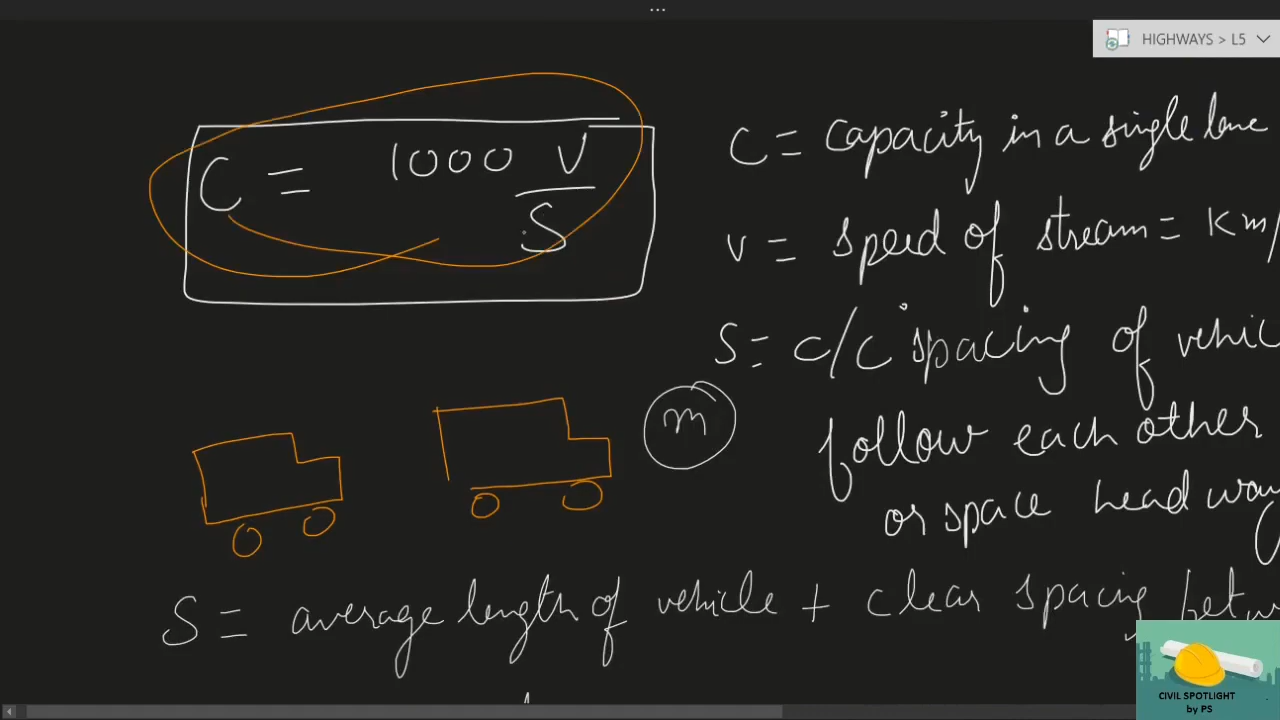 ...
HIGHWAYS > L5
C = 1000 V/S
C = capacity in a single lane
V = speed of stream = Km/
S = c/c spacing of vehic
m
follow each other
or space head way
S = average length of vehicle + clear spacing betw
CIVIL SPOTLIGHT
by PS